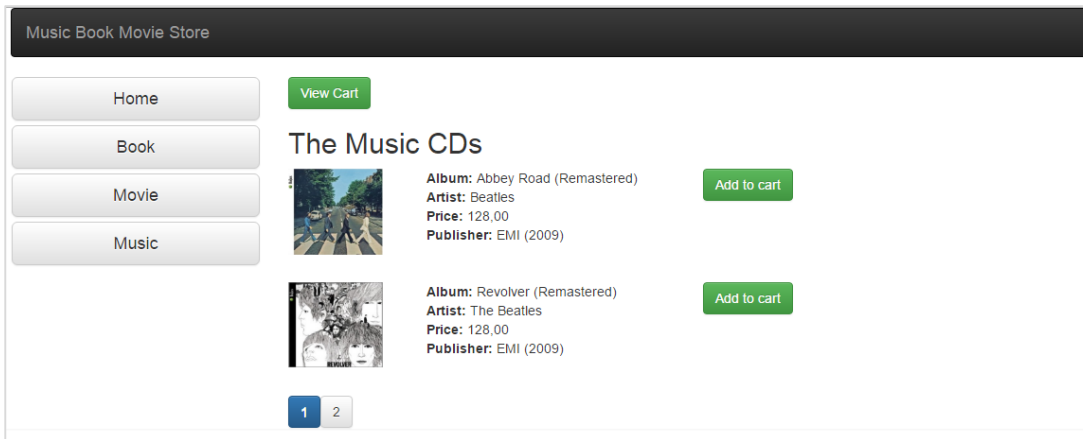 Music Book Movie Store
Home
Book
Movie
Music
View Cart
The Music CDs
Album: Abbey Road (Remastered)
Artist: Beatles
Price: 128,00
Publisher: EMI (2009)
Add to cart
REVOLVER
Album: Revolver (Remastered)
Artist: The Beatles
Price: 128,00
Publisher: EMI (2009)
Add to cart
1 2